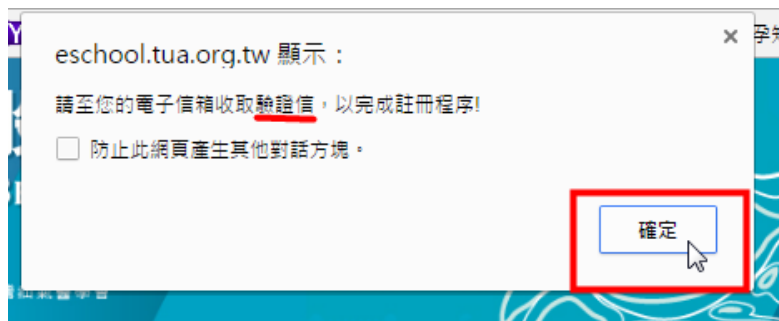 eschool.tua.org.tw 顯示：
請至您的電子信箱收取驗證信，以完成註冊程序!
防止此網頁產生其他對話方塊。
確定